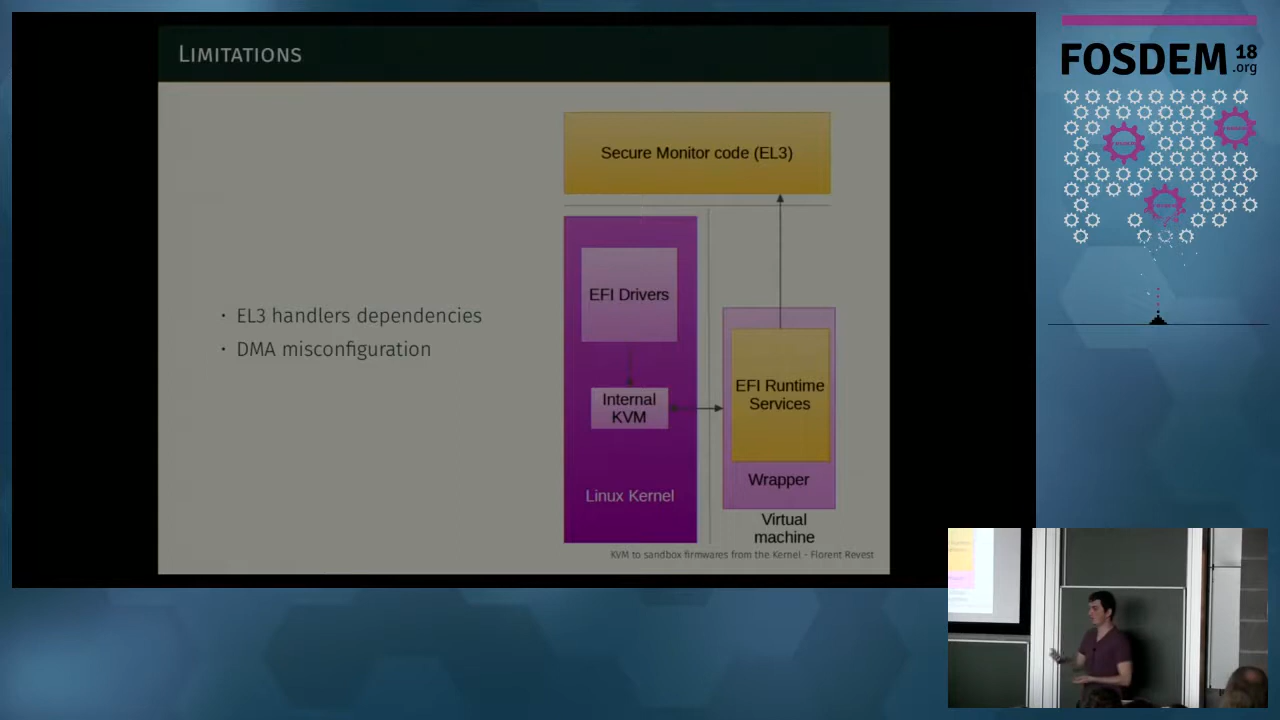 LIMITATIONS
Secure Monitor code (EL3)
EFI Drivers
• EL3 handlers dependencies
• DMA misconfiguration
Internal
KVM
EFI Runtime
Services
Linux Kernel
Wrapper
Virtual
machine
KVM to sandbox firmwares from the Kernel - Florent Revest
FOSDEM 18
.org